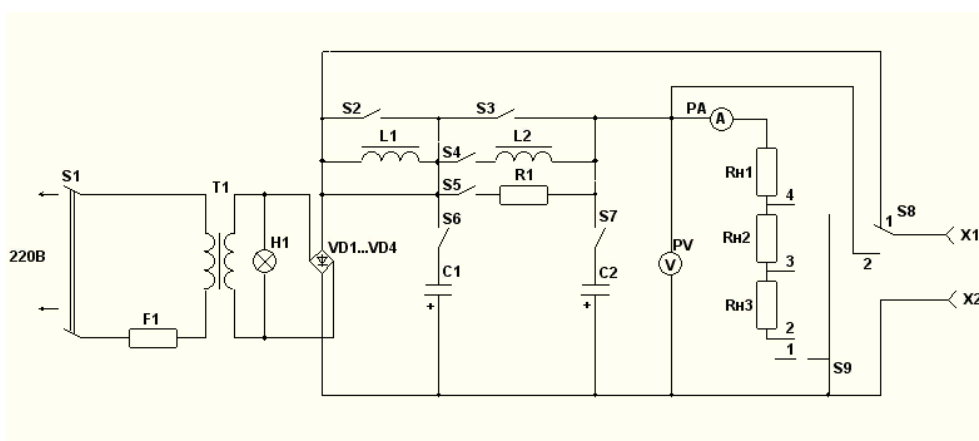 S2
S3
PA
A
L1
S4
L2
S1
T1
S5
R1
Rн1
4
S6
S7
1
S8
X1
220В
H1
VD1...VD4
Rн2
PV
V
3
2
C1
C2
+
+
Rн3
X2
F1
2
1
S9